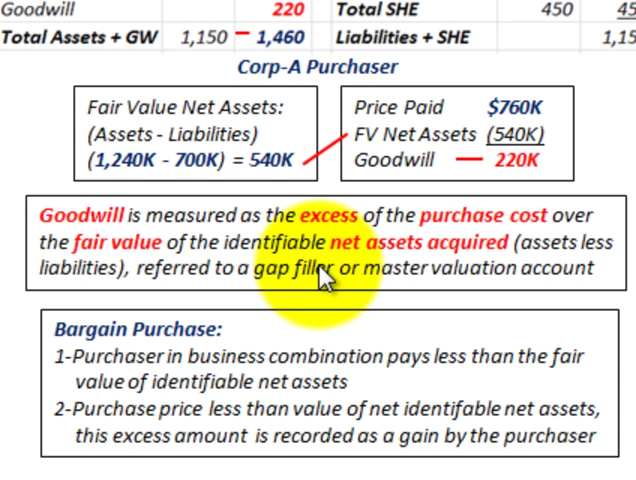 Goodwill 220 Total SHE 450
Total Assets + GW 1,150 1,460 Liabilities + SHE
Corp-A Purchaser
Fair Value Net Assets:
(Assets - Liabilities)
(1,240K - 700K) = 540K
Price Paid $760K
FV Net Assets (540K)
Goodwill 220K
Goodwill is measured as the excess of the purchase cost over
the fair value of the identifiable net assets acquired (assets less
liabilities), referred to a gap filler or master valuation account
Bargain Purchase:
1-Purchaser in business combination pays less than the fair
value of identifiable net assets
2-Purchase price less than value of net identifable net assets,
this excess amount is recorded as a gain by the purchaser